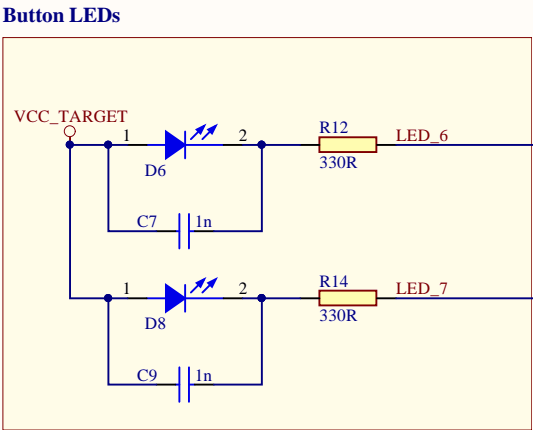 Button LEDs
VCC_TARGET
1
2
R12
LED_6
D6
330R
C7
1n
1
2
R14
LED_7
D8
330R
C9
1n